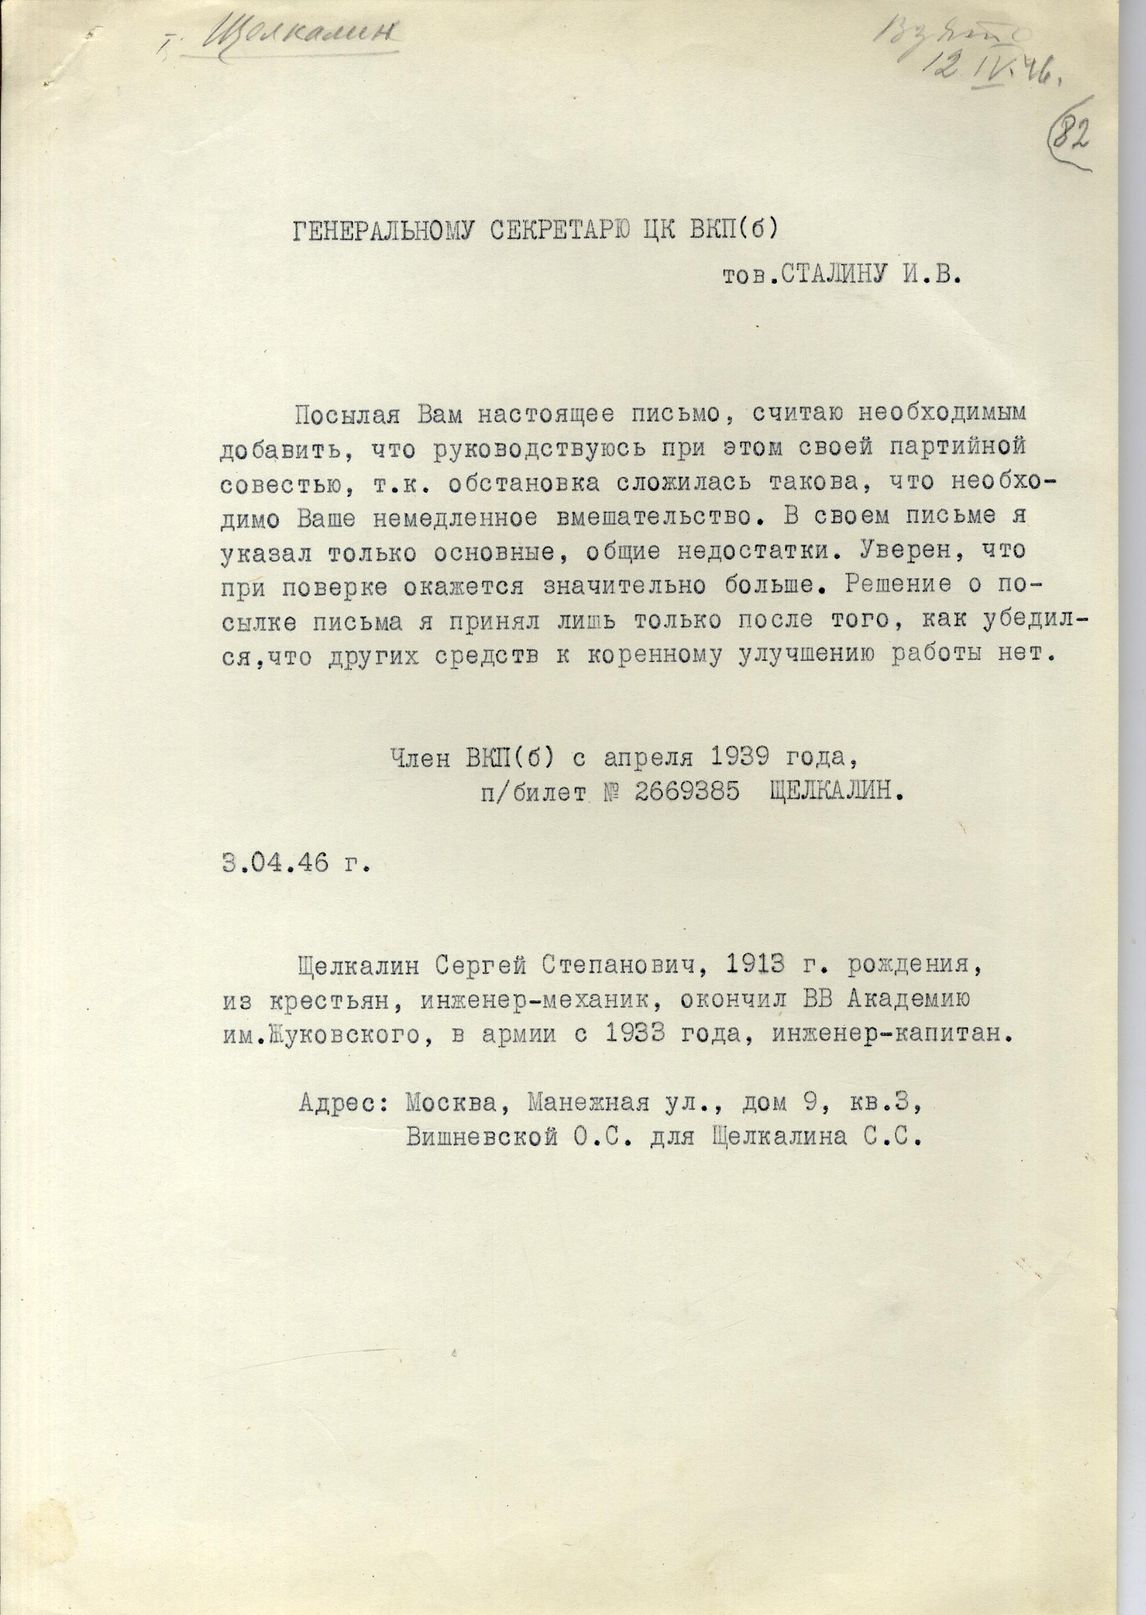 т. Щелкалин
Взято
12 IV.46.
82
ГЕНЕРАЛЬНОМУ СЕКРЕТАРЮ ЦК ВКП(б)
тов.СТАЛИНУ И.В.
Посылая Вам настоящее письмо, считаю необходимым
добавить, что руководствуюсь при этом своей партийной
совестью, т.к. обстановка сложилась такова, что необхо-
димо Ваше немедленное вмешательство. В своем письме я
указал только основные, общие недостатки. Уверен, что
при поверке окажется значительно больше. Решение о по-
сылке письма я принял лишь только после того, как убедил-
ся,что других средств к коренному улучшению работы нет.
Член ВКП(б) с апреля 1939 года,
п/билет № 2669385 ЩЕЛКАЛИН.
3.04.46 г.
Щелкалин Сергей Степанович, 1913 г. рождения,
из крестьян, инженер-механик, окончил ВВ Академию
им.Жуковского, в армии с 1933 года, инженер-капитан.
Адрес: Москва, Манежная ул., дом 9, кв.3,
Вишневской О.С. для Щелкалина С.С.